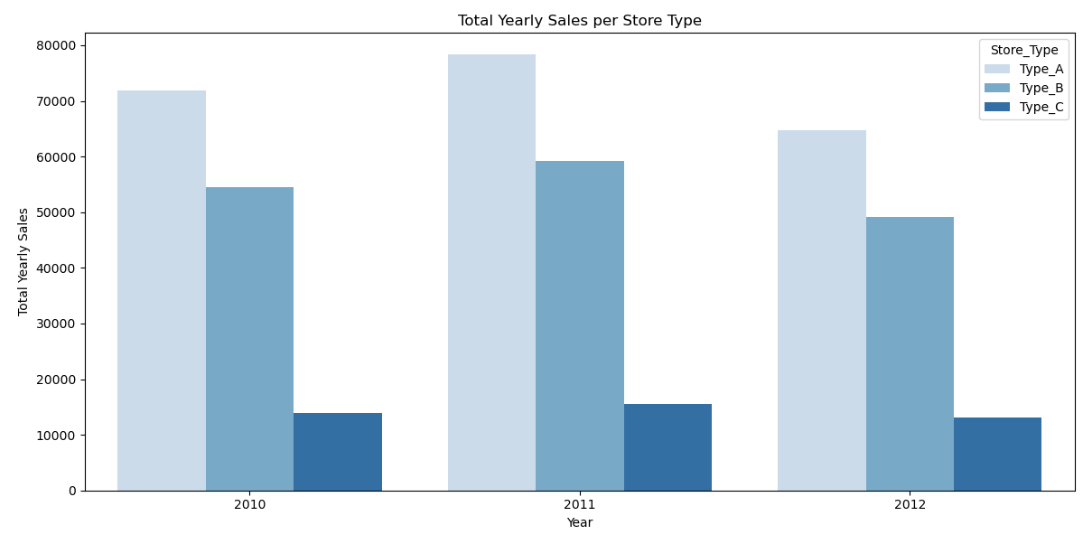 Total Yearly Sales per Store Type
Store_Type
Type_A
Type_B
Type_C
Total Yearly Sales
80000
70000
60000
50000
40000
30000
20000
10000
0
2010
2011
2012
Year